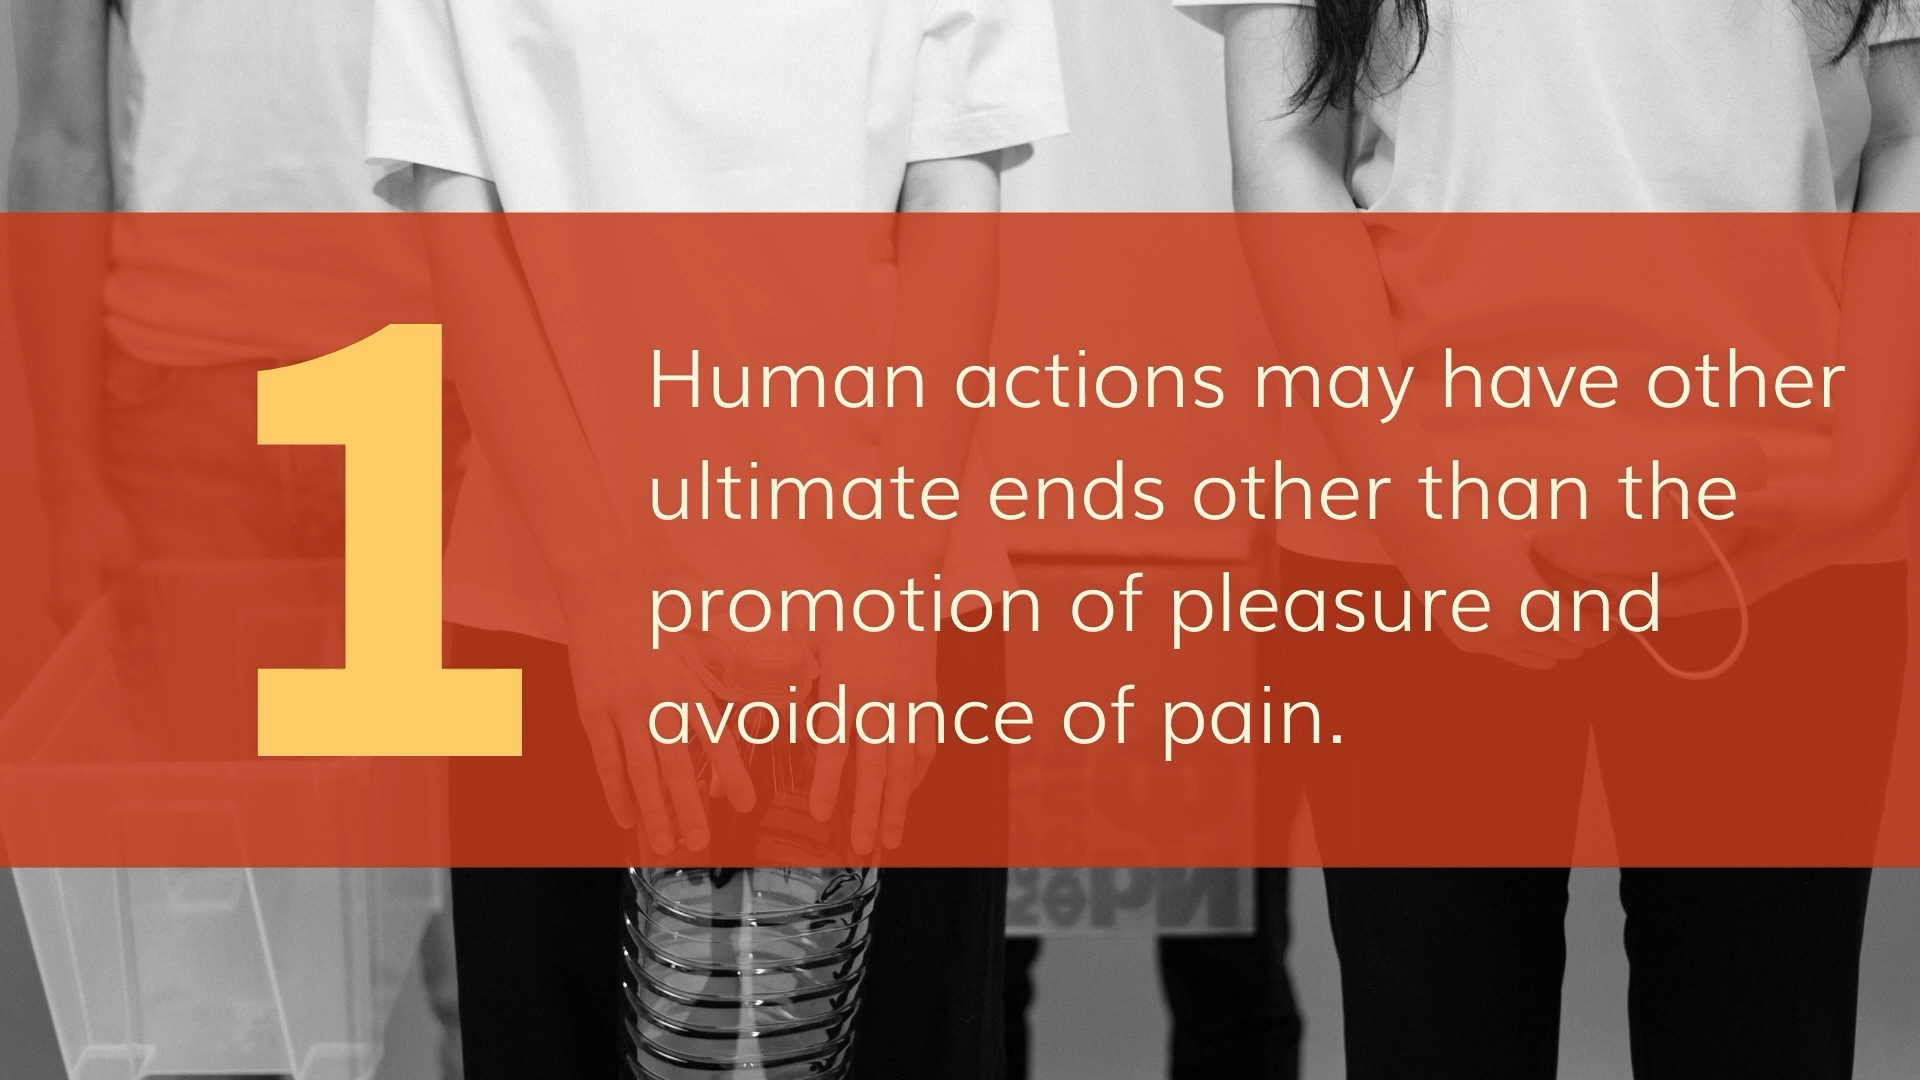 1
Human actions may have other
ultimate ends other than the
promotion of pleasure and
avoidance of pain.